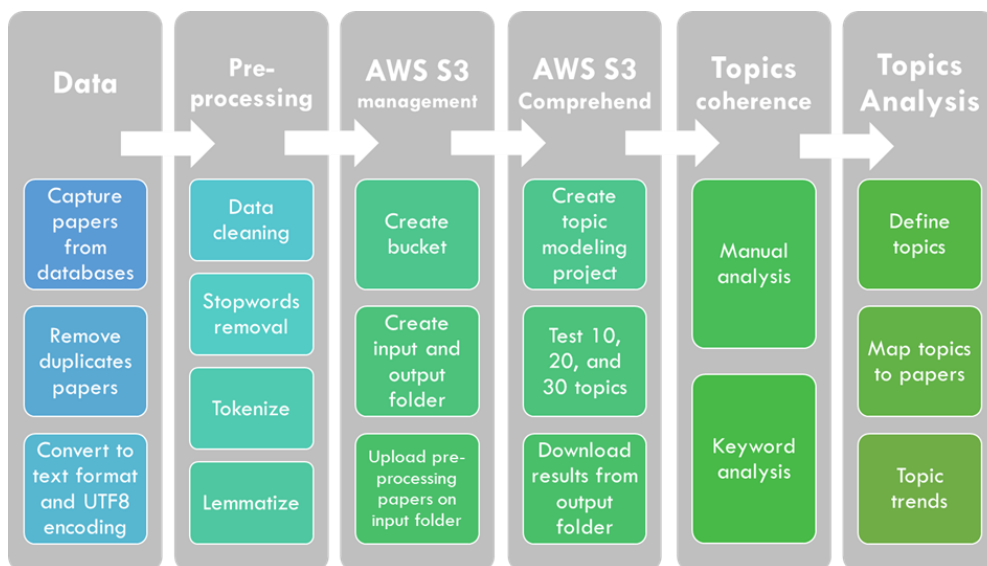 Data
Capture
papers
from
databases
Remove
duplicates
papers
Convert to
text format
and UTF8
encoding
Pre-
processing
Data
cleaning
Stopwords
removal
Tokenize
Lemmatize
AWS S3
management
Create
bucket
Create
input and
output
folder
Upload pre-
processing
papers on
input folder
AWS S3
Comprehend
Create
topic
modeling
project
Test 10,
20, and
30 topics
Download
results from
output
folder
Topics
coherence
Manual
analysis
Keyword
analysis
Topics
Analysis
Define
topics
Map topics
to papers
Topic
trends